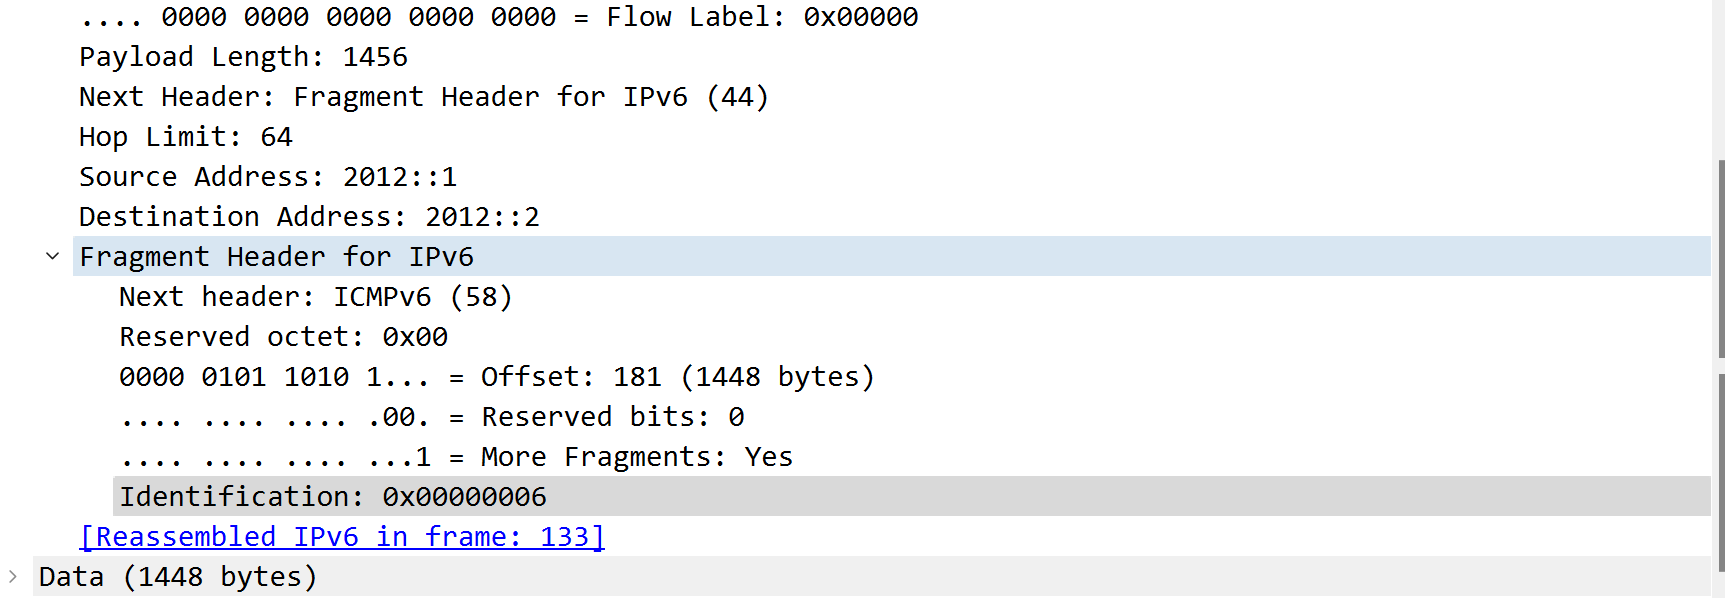 .... 0000 0000 0000 0000 0000 = Flow Label: 0x00000
Payload Length: 1456
Next Header: Fragment Header for IPv6 (44)
Hop Limit: 64
Source Address: 2012::1
Destination Address: 2012::2
Fragment Header for IPv6
Next header: ICMPv6 (58)
Reserved octet: 0x00
0000 0101 1010 1... = Offset: 181 (1448 bytes)
.... .... .... .00. = Reserved bits: 0
.... .... .... ...1 = More Fragments: Yes
Identification: 0x00000006
[Reassembled IPv6 in frame: 133]
Data (1448 bytes)